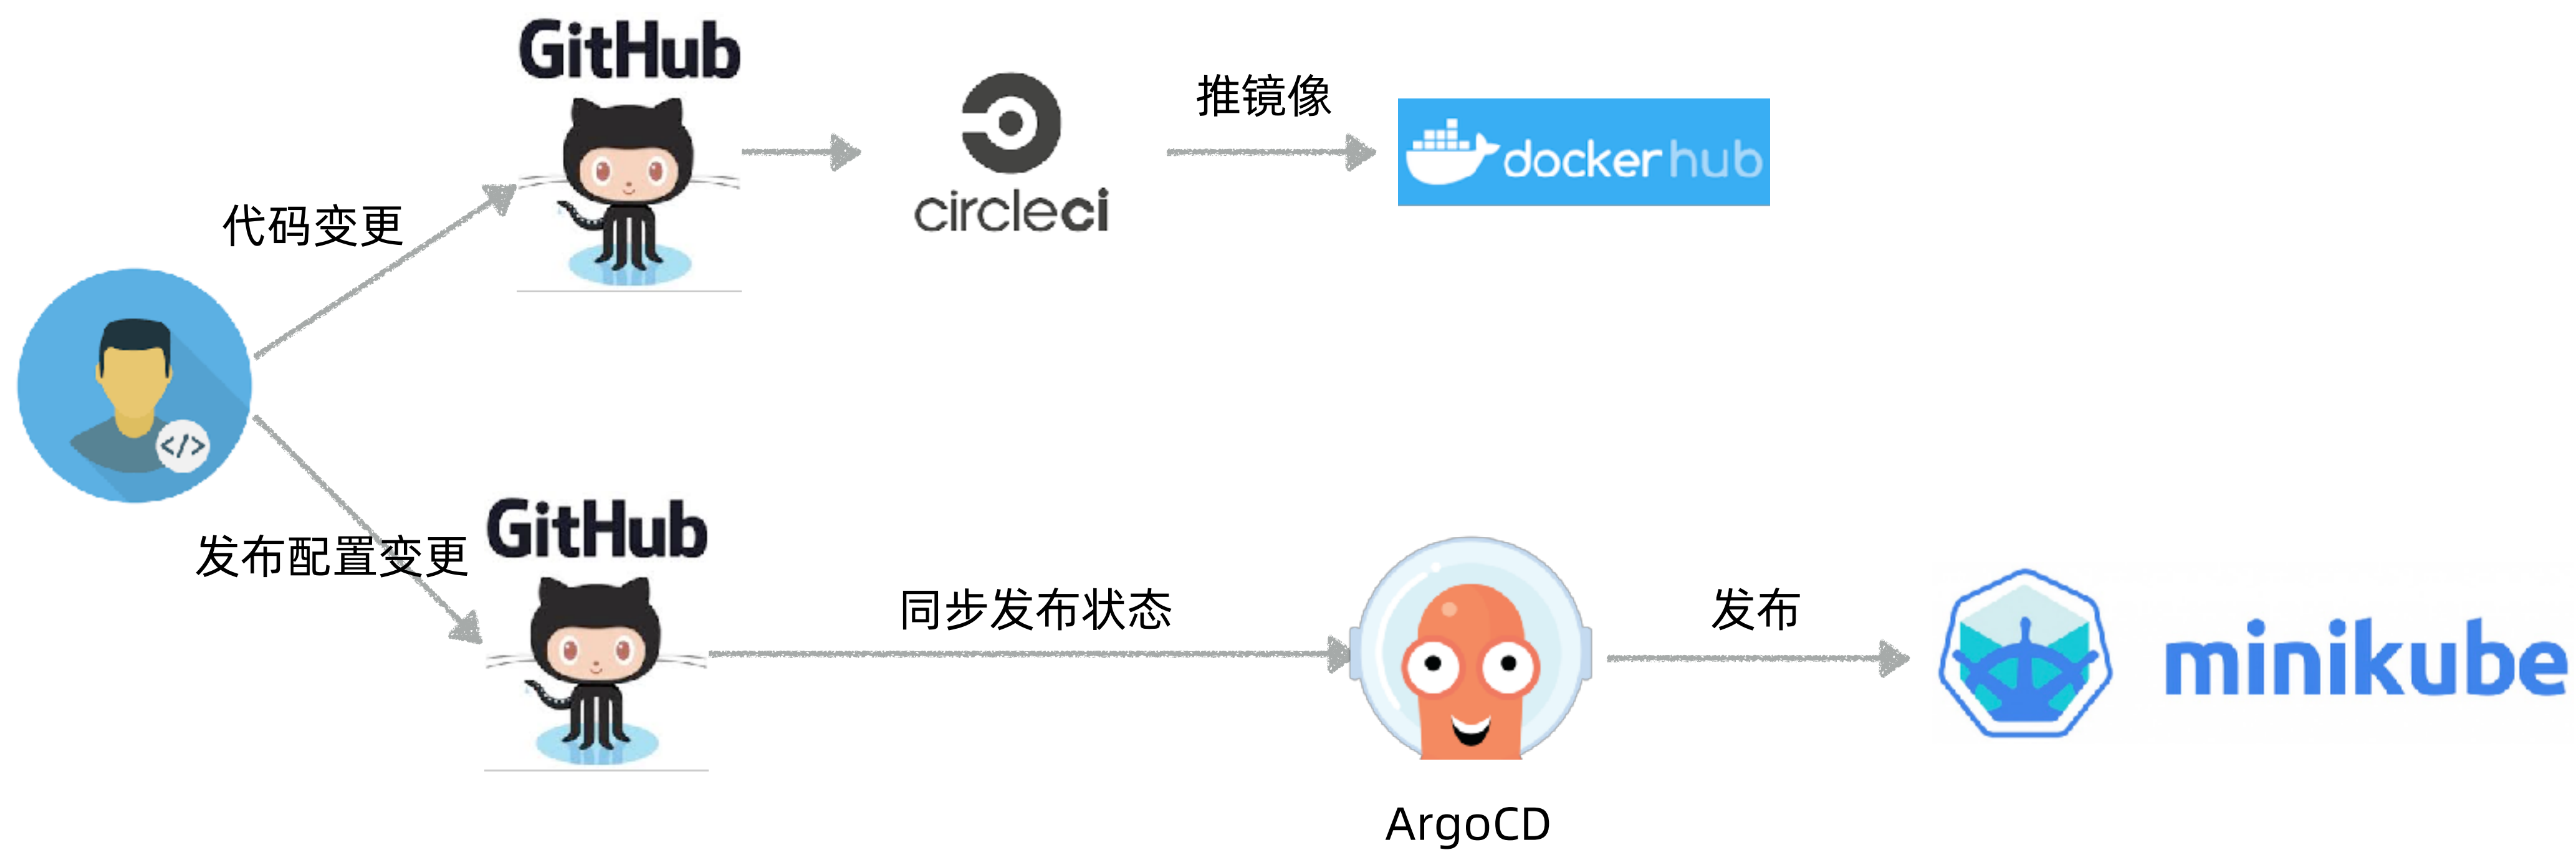 GitHub
circleci
推镜像
docker hub
代码变更
</>
发布配置变更
GitHub
同步发布状态
发布
minikube
ArgoCD